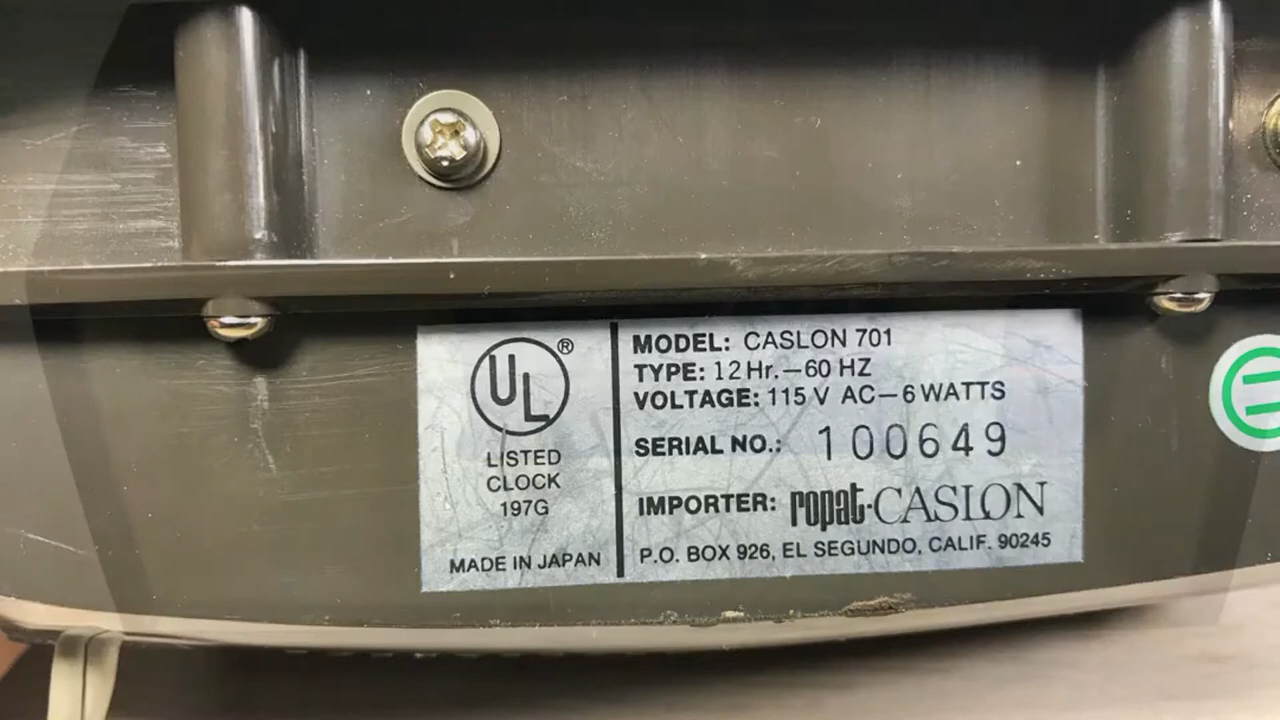 UL®
LISTED
CLOCK
197G
MADE IN JAPAN
MODEL: CASLON 701
TYPE: 12 Hr.—60 HZ
VOLTAGE: 115 V AC—6 WATTS
SERIAL NO.: 100649
IMPORTER: ropat·CASLON
P.O. BOX 926, EL SEGUNDO, CALIF. 90245